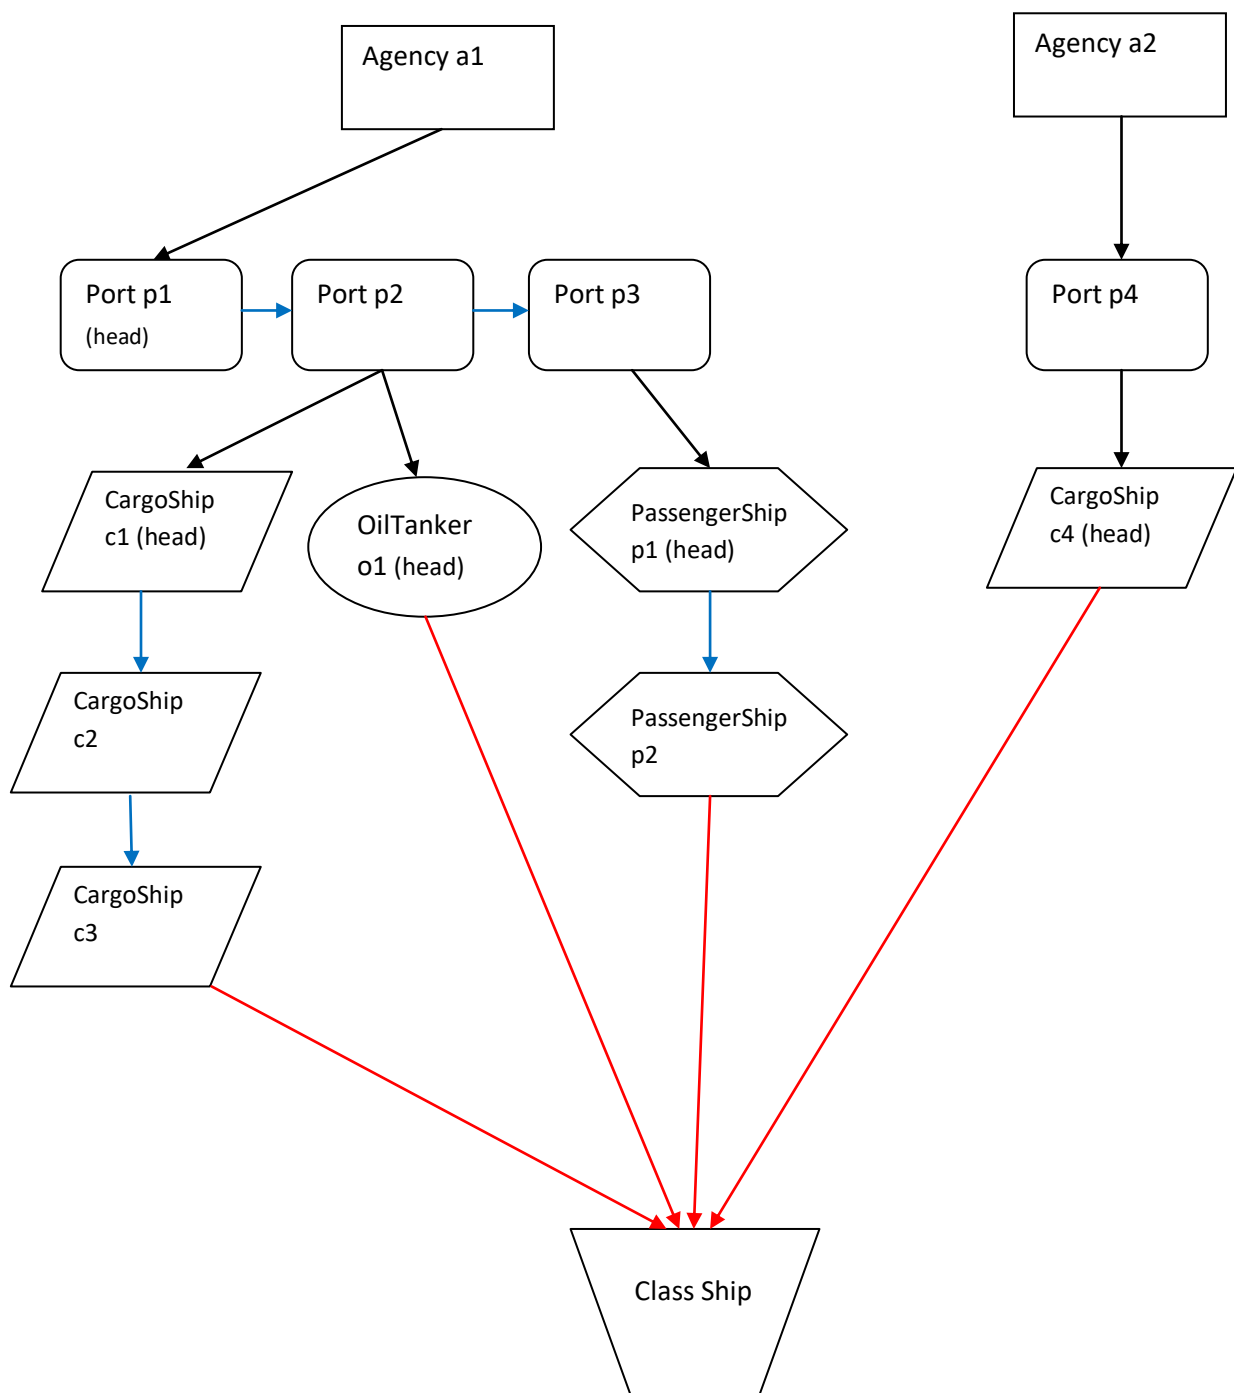 Agency a1
Agency a2
Port p1
(head)
Port p2
Port p3
Port p4
CargoShip
c1 (head)
OilTanker
o1 (head)
PassengerShip
p1 (head)
CargoShip
c4 (head)
CargoShip
c2
PassengerShip
p2
CargoShip
c3
Class Ship